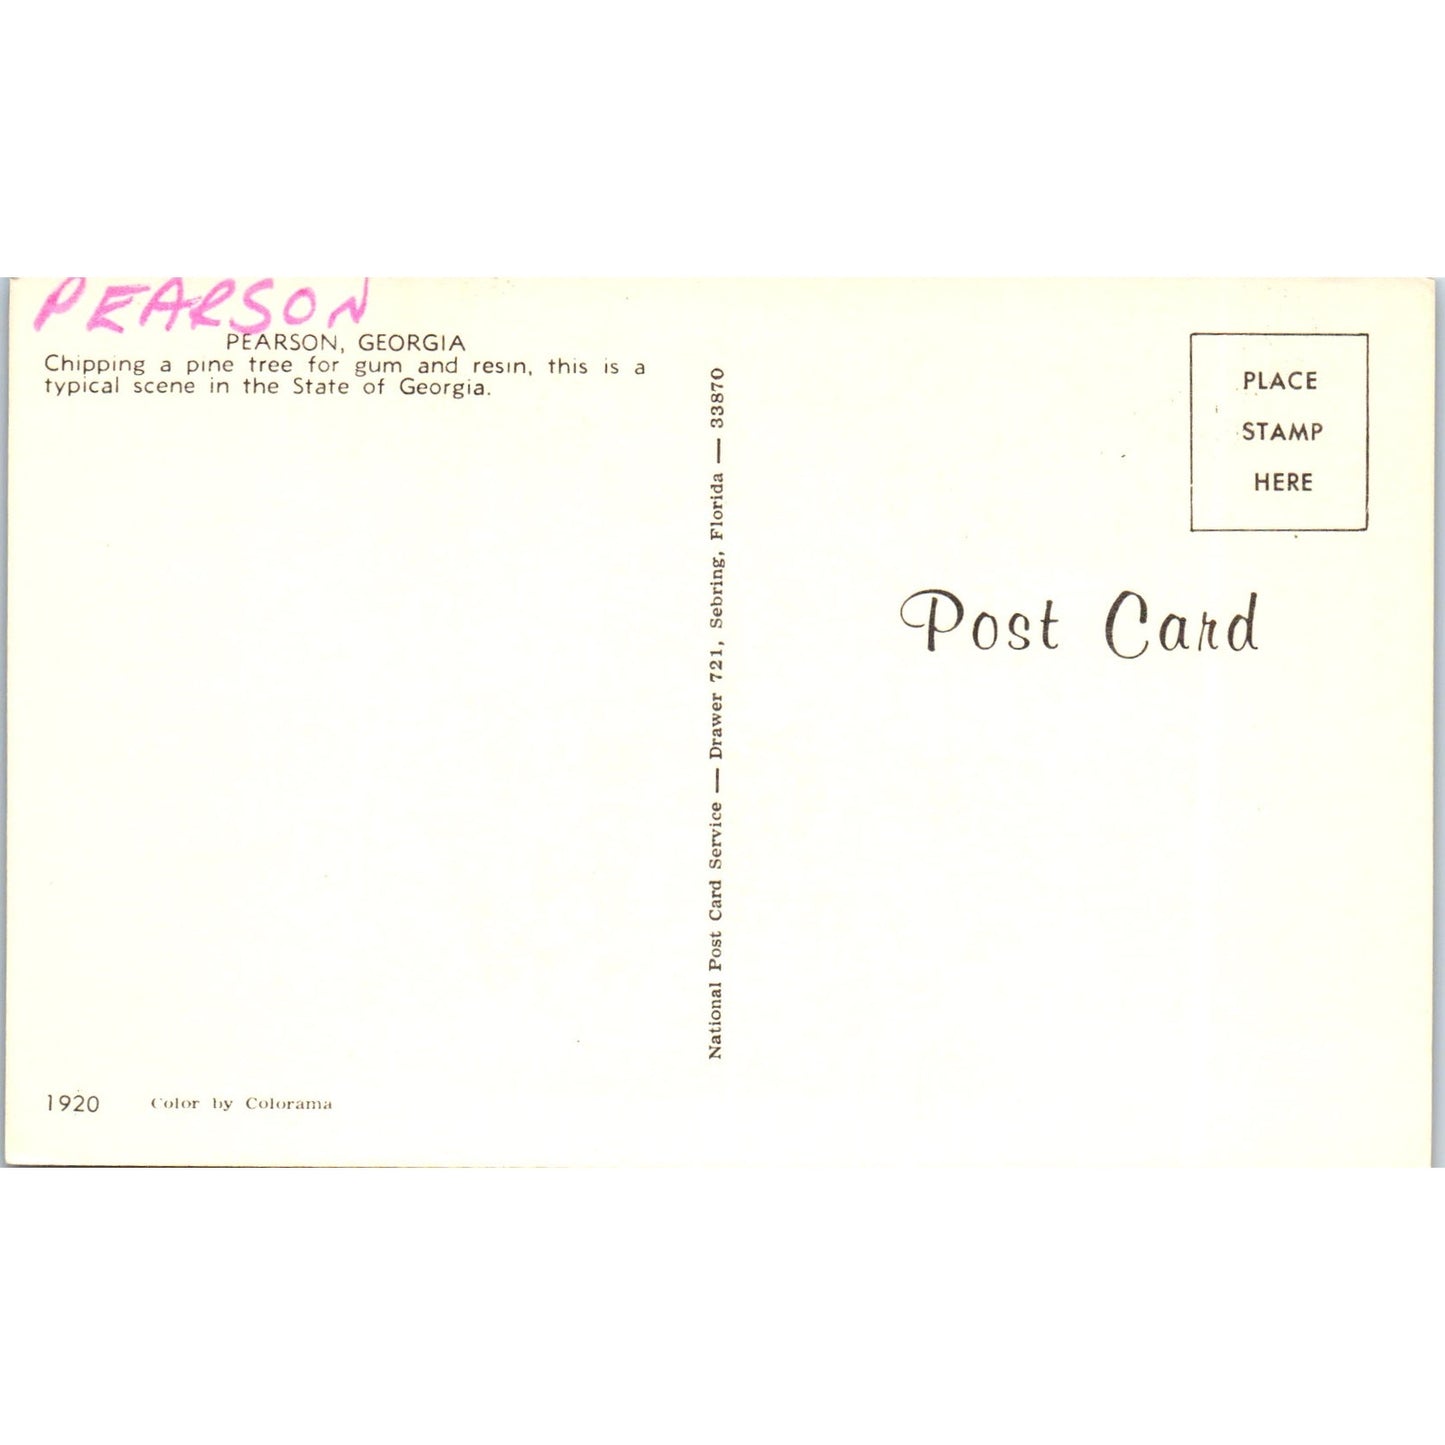 PEARSON
PEARSON, GEORGIA
Chipping a pine tree for gum and resin, this is a
typical scene in the State of Georgia.
1920 Color by Colorama
National Post Card Service — Drawer 721, Sebring, Florida — 33870
PLACE
STAMP
HERE
Post Card